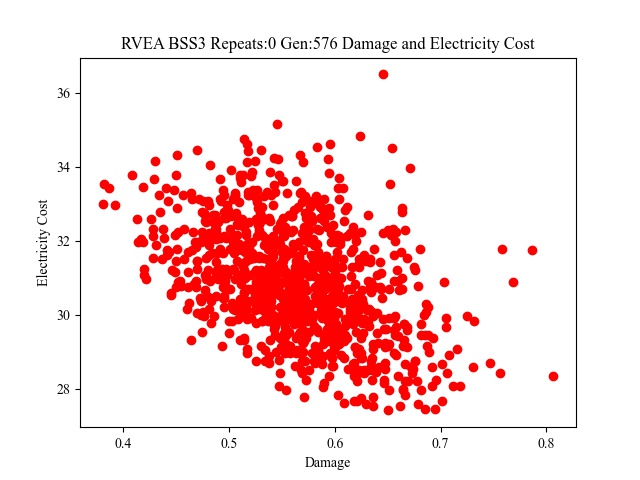 RVEA BSS3 Repeats:0 Gen:576 Damage and Electricity Cost
36
34
32
30
28
Electricity Cost
0.4 0.5 0.6 0.7 0.8
Damage